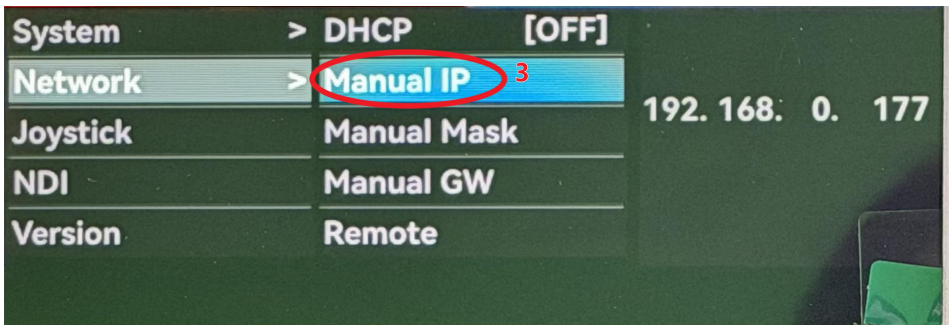 System > DHCP [OFF]
Network > Manual IP 3
192. 168. 0. 177
Joystick Manual Mask
NDI Manual GW
Version Remote